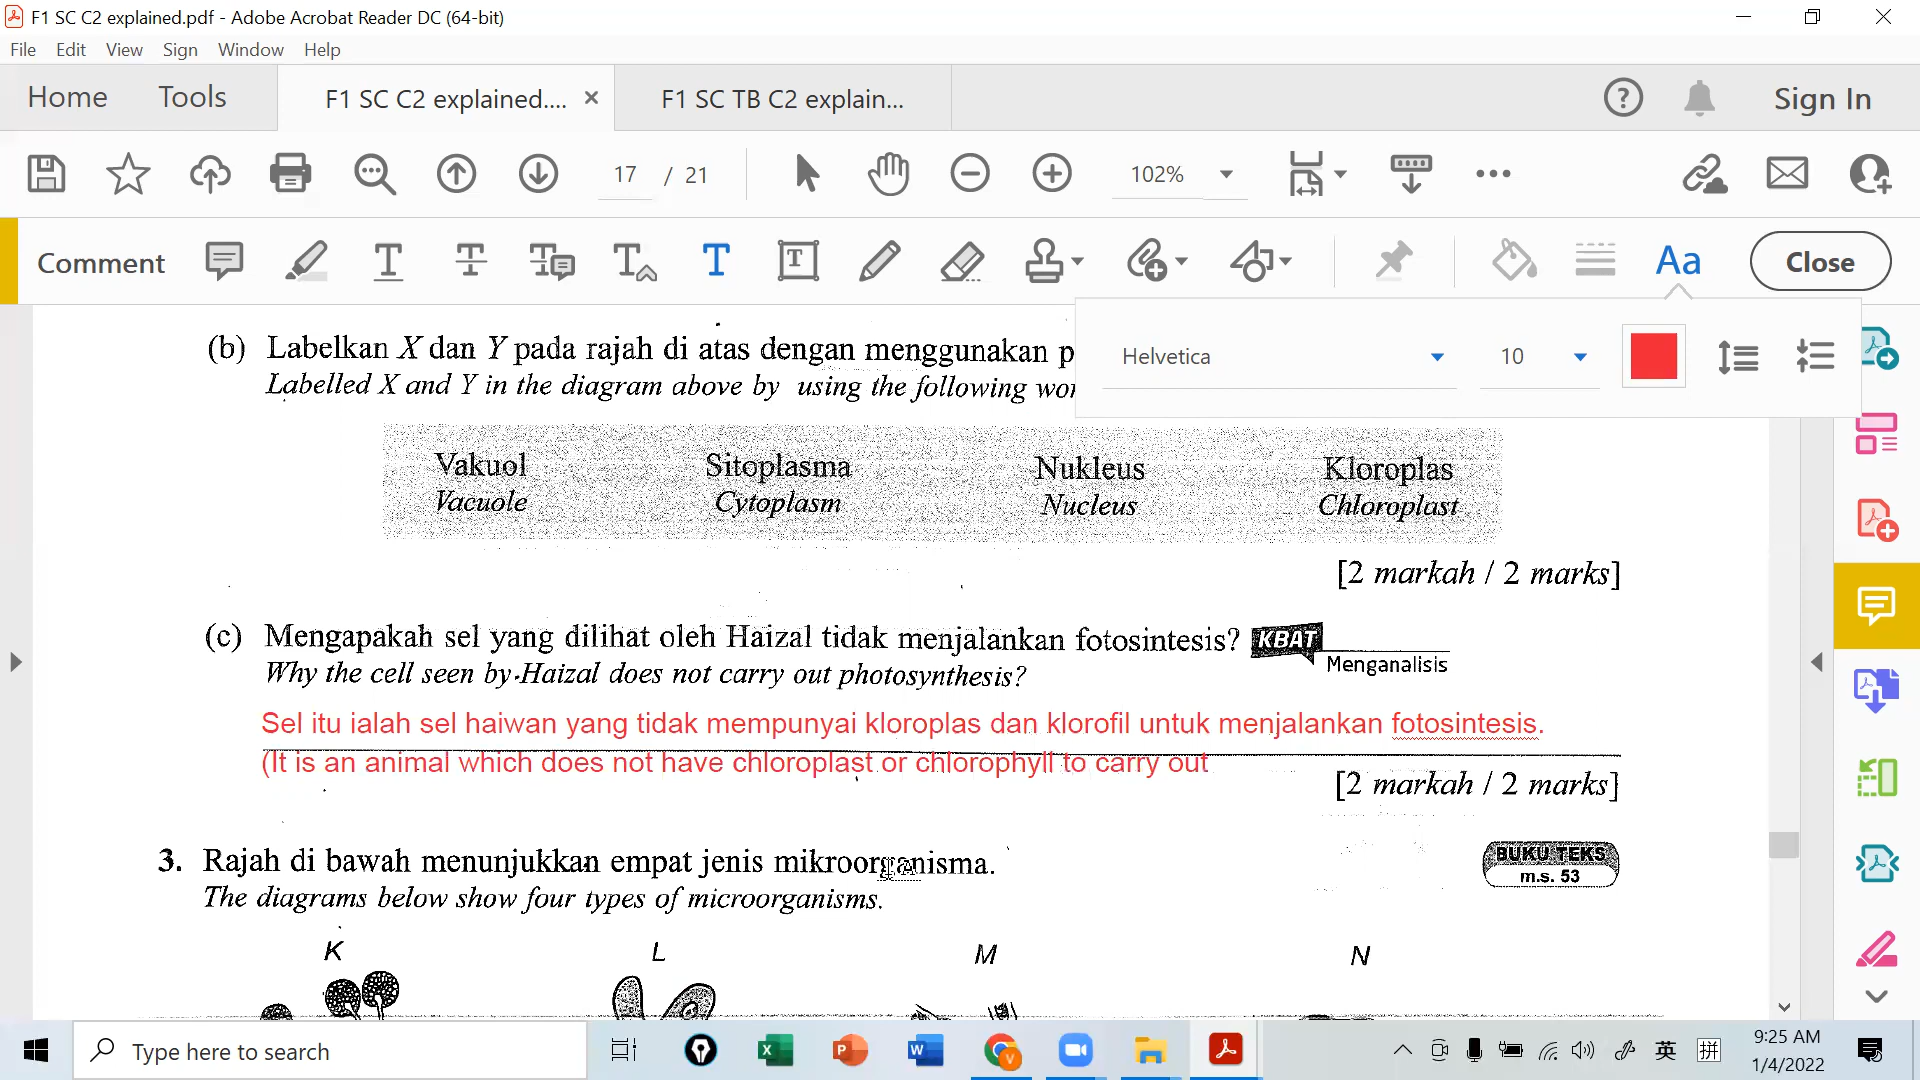 F1 SC C2 explained.pdf - Adobe Acrobat Reader DC (64-bit)
File Edit View Sign Window Help
Home Tools F1 SC C2 explained.... × F1 SC TB C2 explain... Sign In
17 / 21 102%
Comment Aa Close
Helvetica 10
(b) Labelkan X dan Y pada rajah di atas dengan menggunakan p
Labelled X and Y in the diagram above by using the following wor
Vakuol Sitoplasma Nukleus Kloroplas
Vacuole Cytoplasm Nucleus Chloroplast
[2 markah / 2 marks]
(c) Mengapakah sel yang dilihat oleh Haizal tidak menjalankan fotosintesis? KBAT
Menganalisis
Why the cell seen by Haizal does not carry out photosynthesis?
Sel itu ialah sel haiwan yang tidak mempunyai kloroplas dan klorofil untuk menjalankan fotosintesis.
(It is an animal which does not have chloroplast or chlorophyll to carry out
[2 markah / 2 marks]
3. Rajah di bawah menunjukkan empat jenis mikroorganisma.
The diagrams below show four types of microorganisms.
BUKU TEKS
m.s. 53
K L M N
Type here to search
英 拼
9:25 AM
1/4/2022